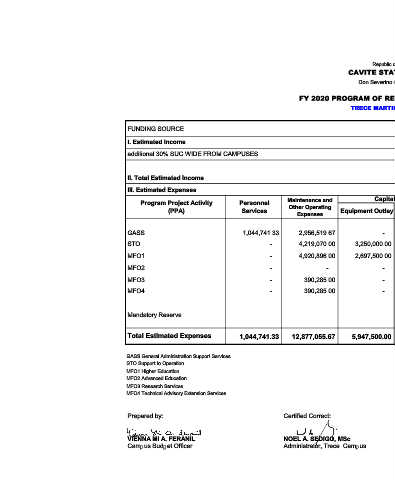 Republic
CAVITE STA
Don Severino
FY 2020 PROGRAM OF RE
TRECE MARTI
FUNDING SOURCE
I. Estimated Income
additional 30% SUC WIDE FROM CAMPUSES
II. Total Estimated Income
III. Estimated Expenses
Program Project Activity (PPA) Personnel Services Maintenance and Other Operating Expenses Capital Equipment Outlay
GASS 1,044,741.33 2,956,519.67 -
STO - 4,219,070.00 3,250,000.00
MFO1 - 4,920,896.00 2,697,500.00
MFO2 - - -
MFO3 - 390,285.00
MFO4 - 390,285.00
Mandatory Reserve
Total Estimated Expenses 1,044,741.33 12,877,055.67 5,947,500.00
GASS General Administration Support Services
STO Support to Operation
MFO1 Higher Education
MFO2 Advanced Education
MFO3 Research Services
MFO4 Technical Advisory Extension Services
Prepared by: Certified Correct:
VIENNA MI A. FERANIL NOEL A. SEDIGO, MSc
Campus Budget Officer Administrator, Trece Campus